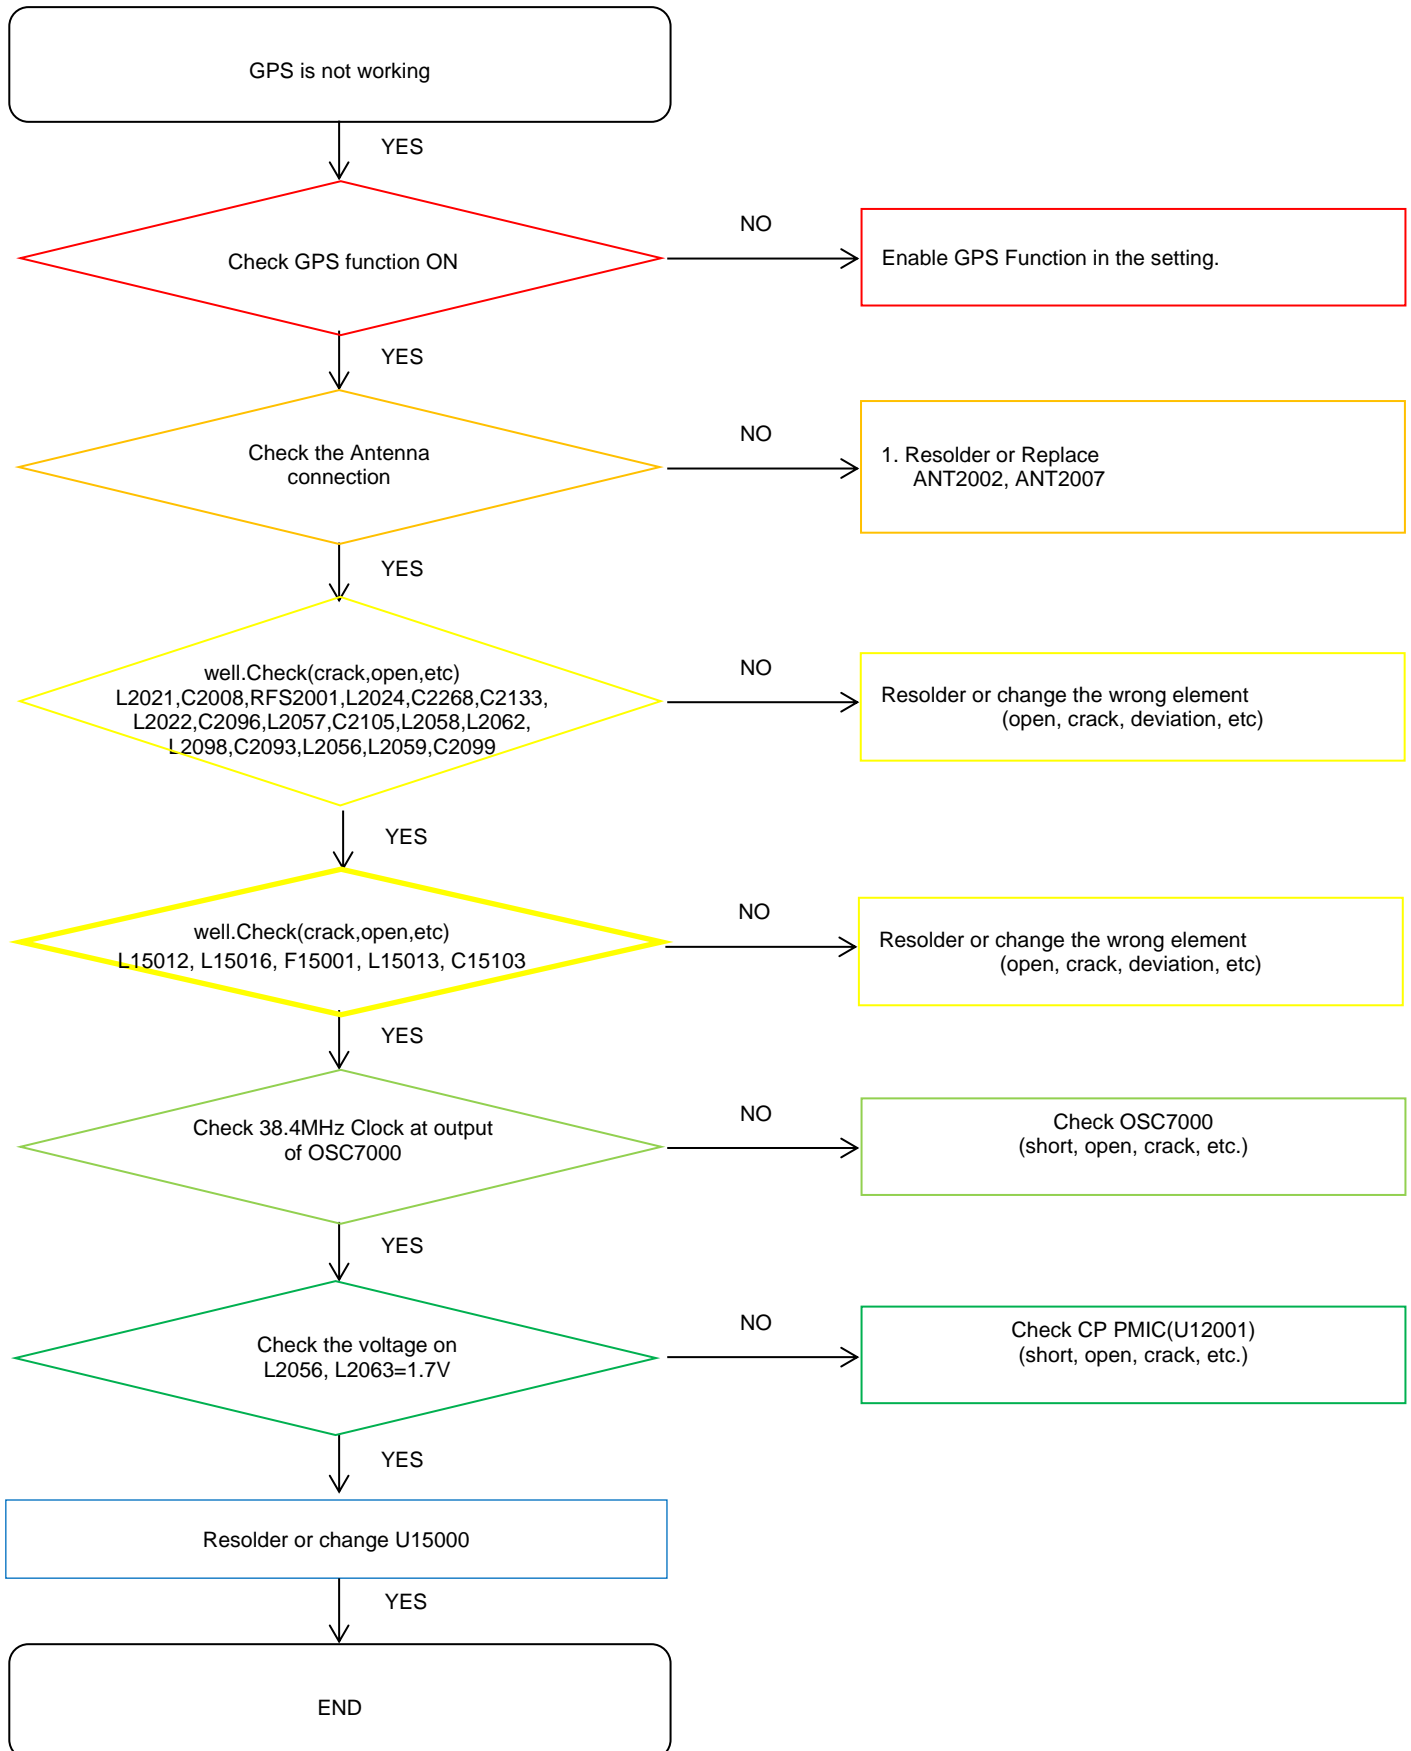 GPS is not working
YES
Check GPS function ON
NO
Enable GPS Function in the setting.
YES
Check the Antenna
connection
NO
1. Resolder or Replace
ANT2002, ANT2007
YES
well.Check(crack,open,etc)
L2021,C2008,RFS2001,L2024,C2268,C2133,
L2022,C2096,L2057,C2105,L2058,L2062,
L2098,C2093,L2056,L2059,C2099
NO
Resolder or change the wrong element
(open, crack, deviation, etc)
YES
well.Check(crack,open,etc)
L15012, L15016, F15001, L15013, C15103
NO
Resolder or change the wrong element
(open, crack, deviation, etc)
YES
Check 38.4MHz Clock at output
of OSC7000
NO
Check OSC7000
(short, open, crack, etc.)
YES
Check the voltage on
L2056, L2063=1.7V
NO
Check CP PMIC(U12001)
(short, open, crack, etc.)
YES
Resolder or change U15000
YES
END